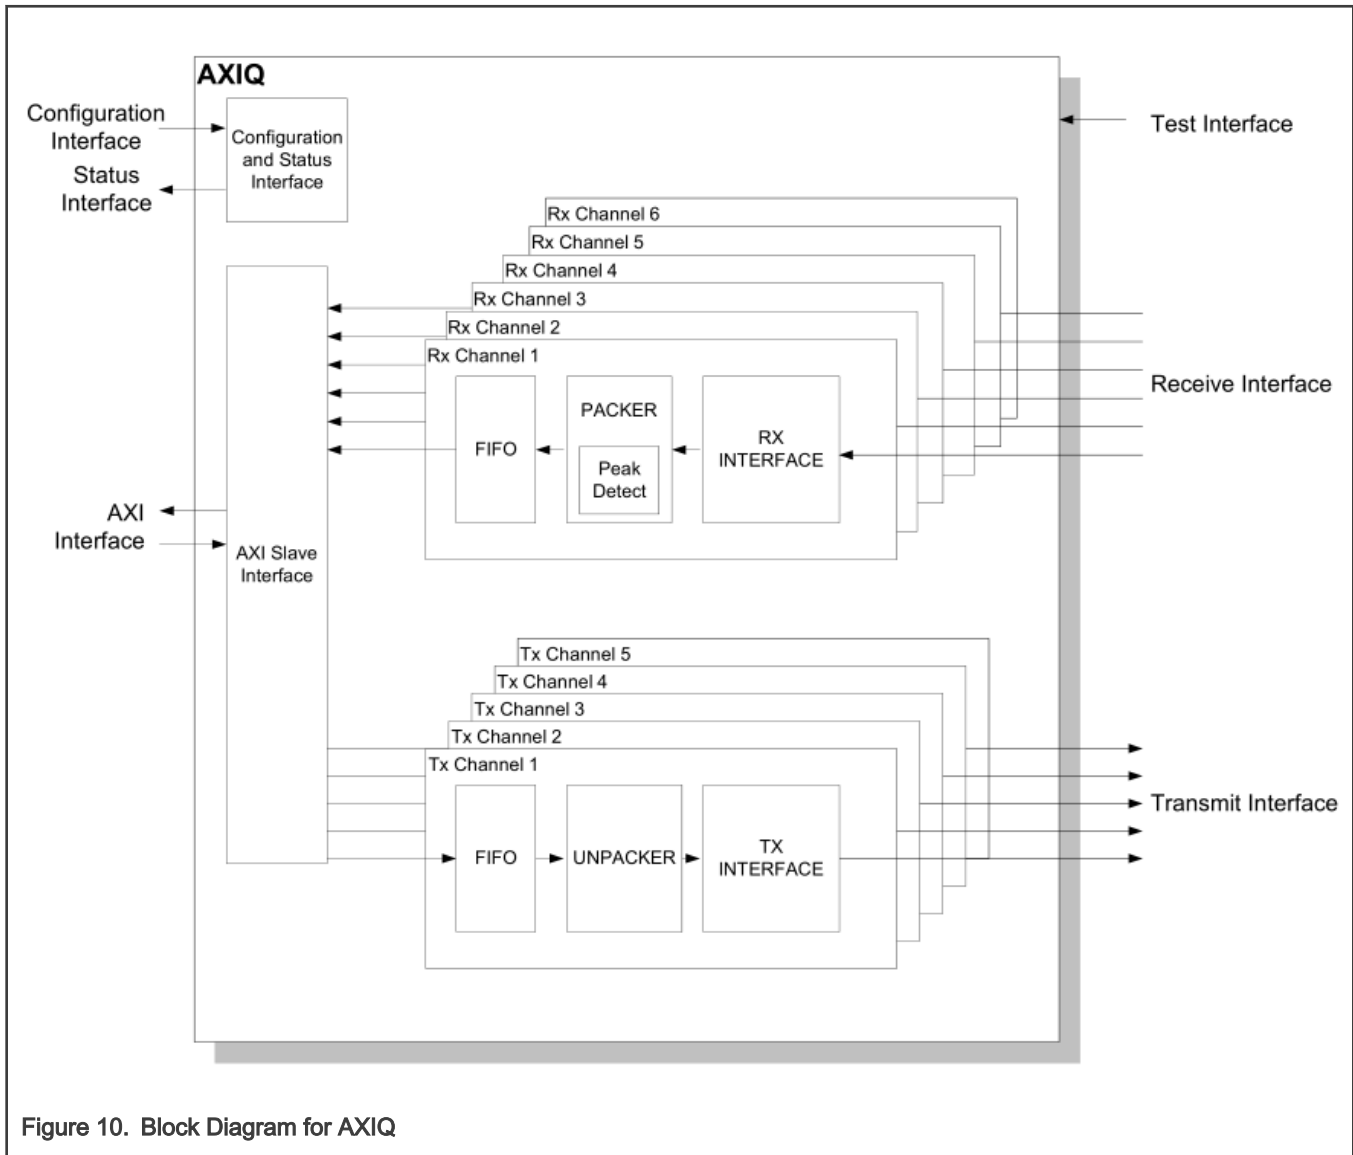 AXIQ
Configuration
Interface
Status
Interface
Configuration
and Status
Interface
Test Interface
Rx Channel 6
Rx Channel 5
Rx Channel 4
Rx Channel 3
Rx Channel 2
Rx Channel 1
FIFO
PACKER
Peak
Detect
RX
INTERFACE
Receive Interface
AXI
Interface
AXI Slave
Interface
Tx Channel 5
Tx Channel 4
Tx Channel 3
Tx Channel 2
Tx Channel 1
FIFO
UNPACKER
TX
INTERFACE
Transmit Interface
Figure 10. Block Diagram for AXIQ